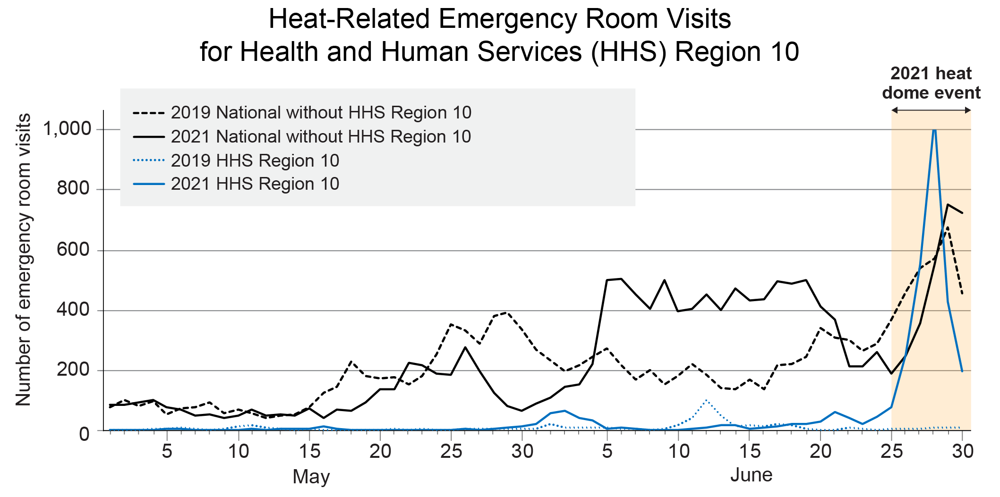 Heat-Related Emergency Room Visits
for Health and Human Services (HHS) Region 10
2021 heat
dome event
2019 National without HHS Region 10
2021 National without HHS Region 10
2019 HHS Region 10
2021 HHS Region 10
Number of emergency room visits
1,000
800
600
400
200
0
5 10 15 20 25 30 5 10 15 20 25 30
May June